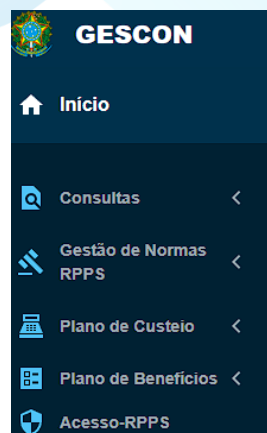 GESCON
Início
Consultas
Gestão de Normas
RPPS
Plano de Custeio
Plano de Benefícios
Acesso-RPPS